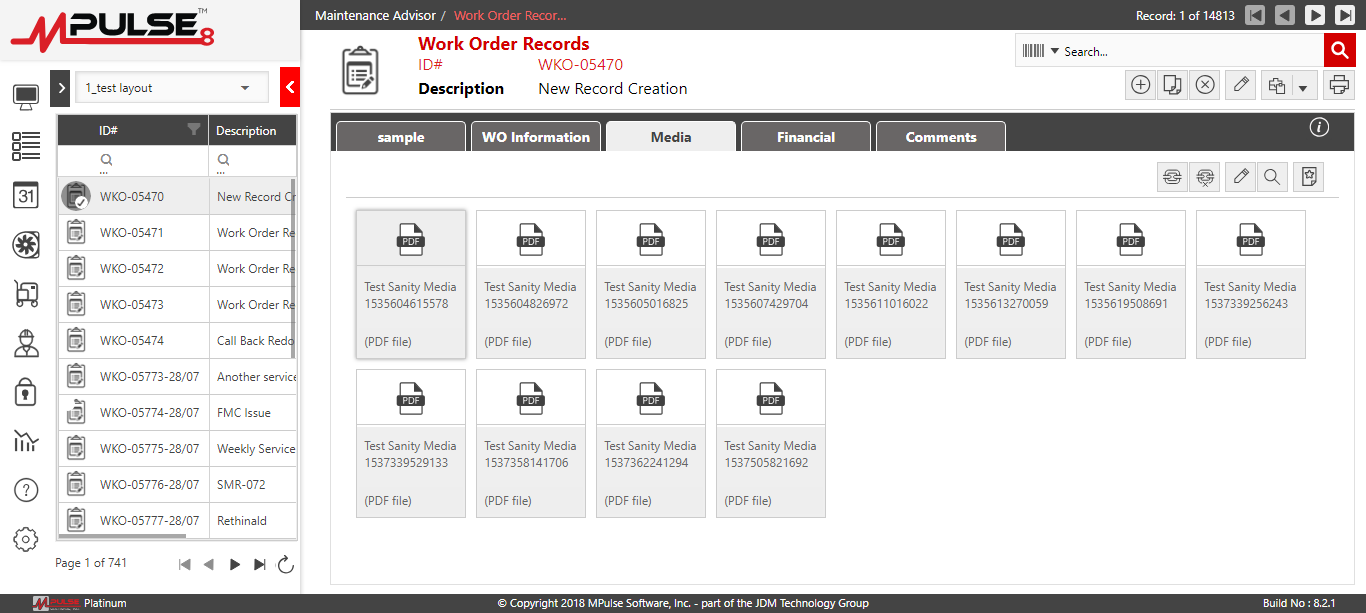 MPULSE 8 ™
Maintenance Advisor / Work Order Recor...
Record: 1 of 14813
1_test layout
ID# Description
...
...
WKO-05470 New Record Cr
WKO-05471 Work Order Re
WKO-05472 Work Order Re
WKO-05473 Work Order Re
WKO-05474 Call Back Redo
WKO-05773-28/07 Another service
WKO-05774-28/07 FMC Issue
WKO-05775-28/07 Weekly Service
WKO-05776-28/07 SMR-072
WKO-05777-28/07 Rethinald
Page 1 of 741
31
?
Work Order Records
ID# WKO-05470
Description New Record Creation
Search...
sample WO Information Media Financial Comments
i
PDF PDF PDF PDF PDF PDF PDF PDF
Test Sanity Media Test Sanity Media Test Sanity Media Test Sanity Media Test Sanity Media Test Sanity Media Test Sanity Media Test Sanity Media
1535604615578 1535604826972 1535605016825 1535607429704 1535611016022 1535613270059 1535619508691 1537339256243
(PDF file) (PDF file) (PDF file) (PDF file) (PDF file) (PDF file) (PDF file) (PDF file)
PDF PDF PDF PDF
Test Sanity Media Test Sanity Media Test Sanity Media Test Sanity Media
1537339529133 1537358141706 1537362241294 1537505821692
(PDF file) (PDF file) (PDF file) (PDF file)
MPULSE Platinum
© Copyright 2018 MPulse Software, Inc. - part of the JDM Technology Group
Build No : 8.2.1